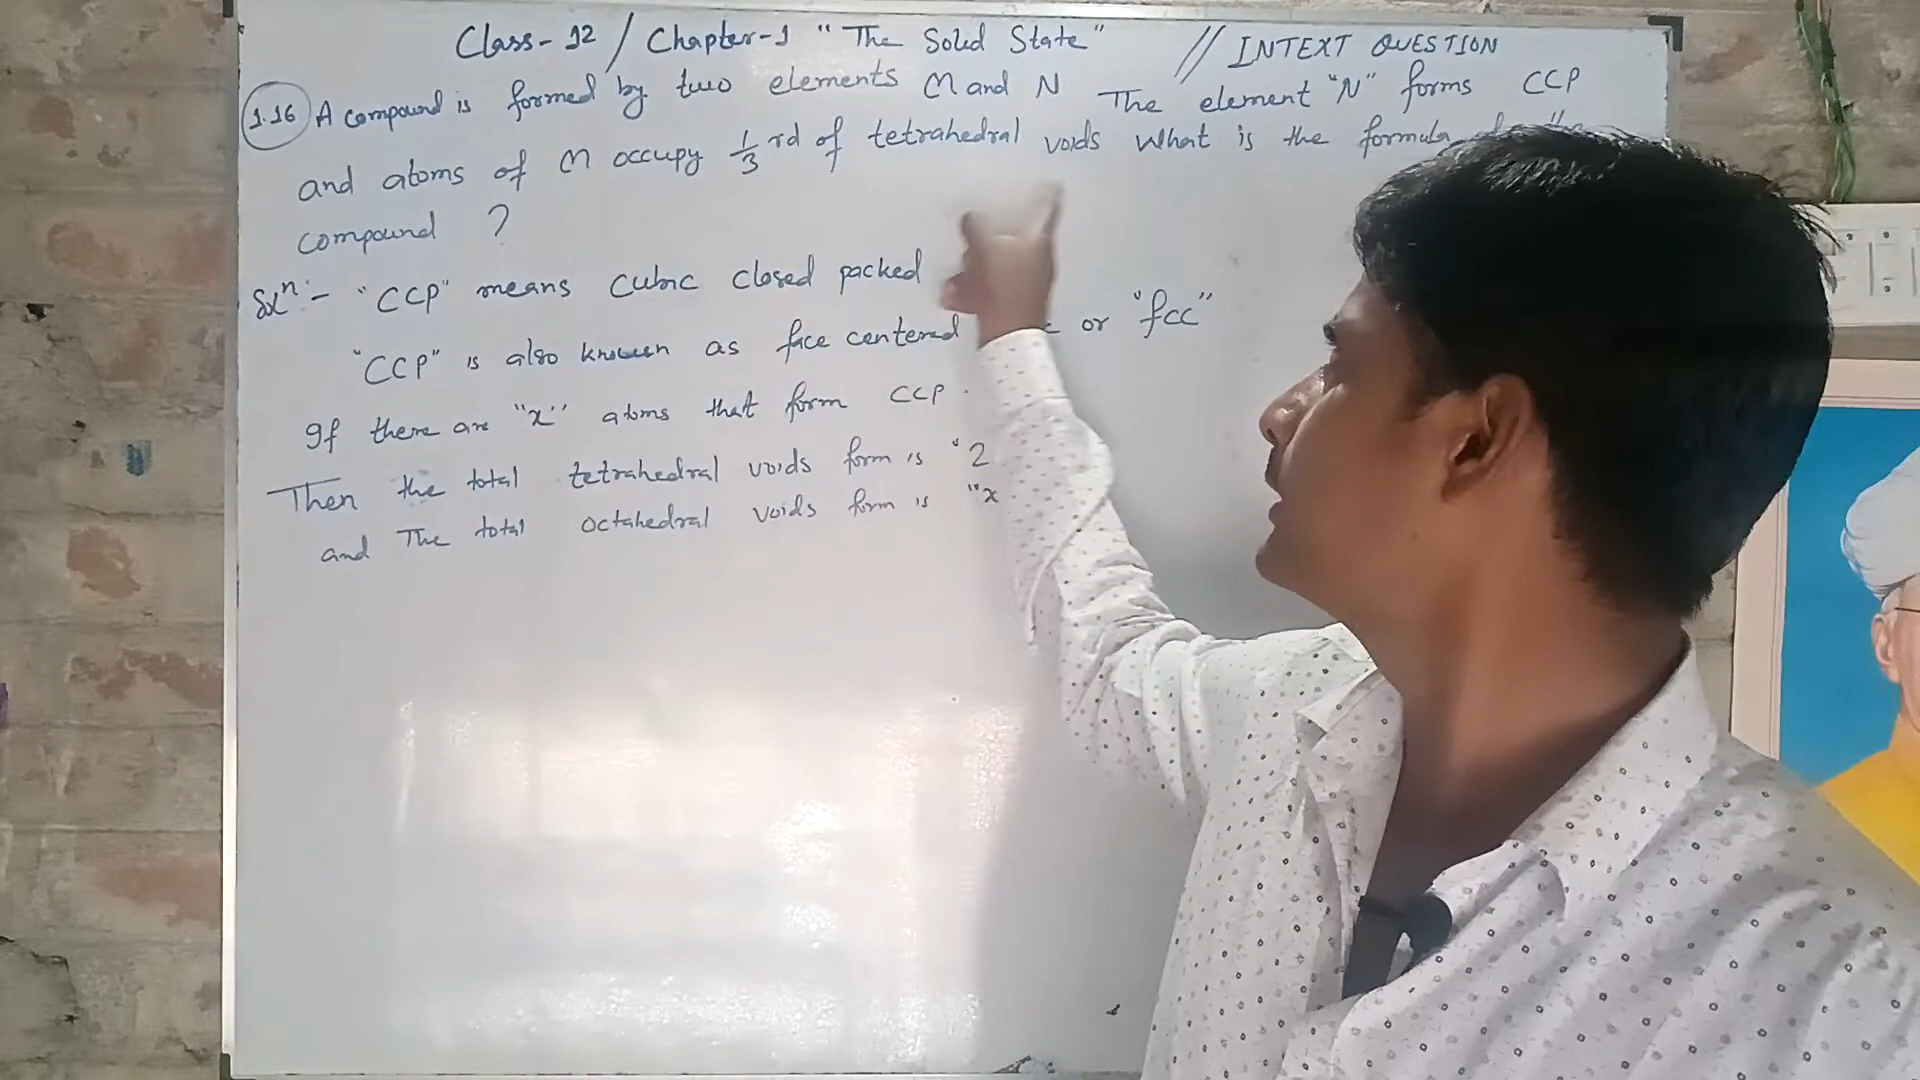 Class-12 / Chapter-1 "The Solid State" // INTEXT QUESTION
1.16 A compound is formed by two elements M and N The element "N" forms CCP
and atoms of M occupy 1/3 rd of tetrahedral voids What is the formula
compound ?
Solⁿ:- "CCP" means cubic closed packed
"CCP" is also known as face centered or "fcc"
If there are "x" atoms that form CCP.
Then the total tetrahedral voids form is "2
and The total octahedral voids form is "x